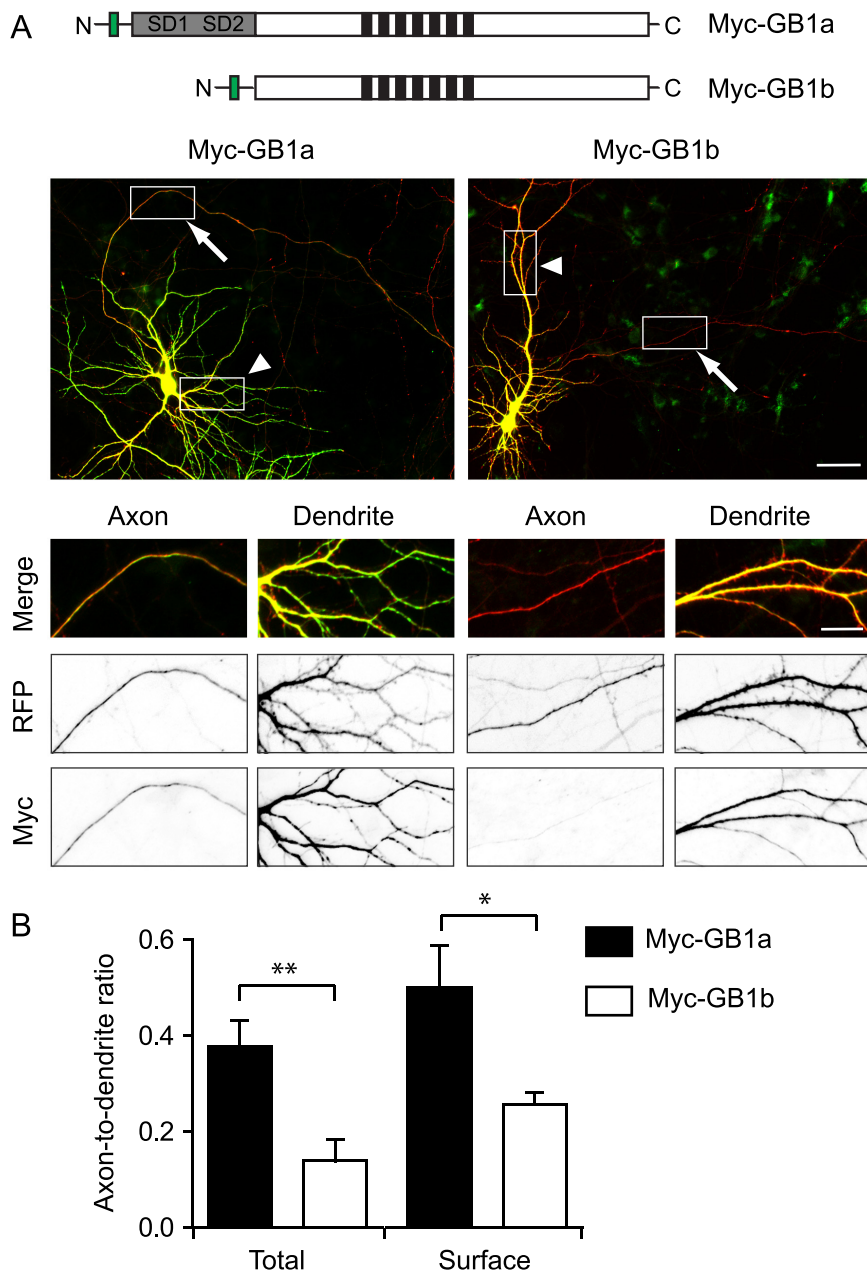 A
N SD1 SD2 C Myc-GB1a
N C Myc-GB1b
Myc-GB1a Myc-GB1b
Axon Dendrite Axon Dendrite
Merge
RFP
Myc
B
Axon-to-dendrite ratio
0.6
0.4
0.2
0.0
** *
Total Surface
Myc-GB1a
Myc-GB1b